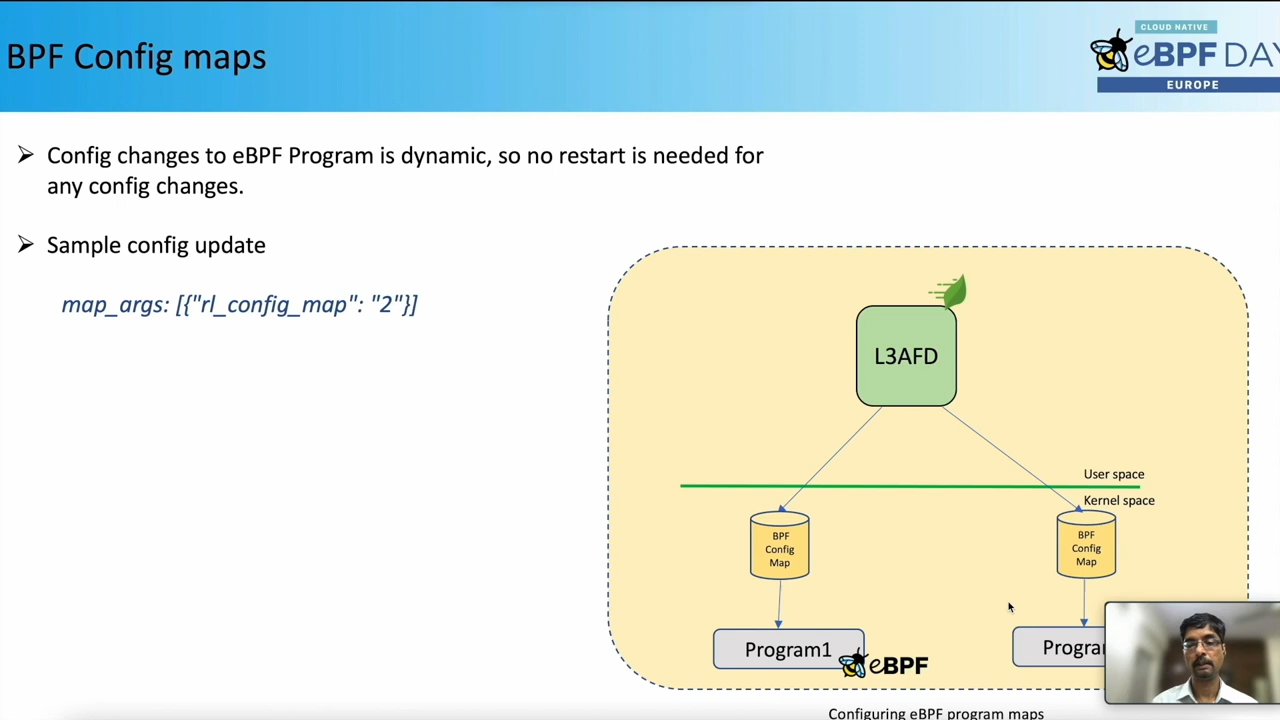 BPF Config maps
CLOUD NATIVE
eBPF DAY
EUROPE
➢ Config changes to eBPF Program is dynamic, so no restart is needed for
any config changes.
➢ Sample config update
map_args: [{"rl_config_map": "2"}]
L3AFD
User space
Kernel space
BPF
Config
Map
BPF
Config
Map
Program1
eBPF
Configuring eBPF program maps